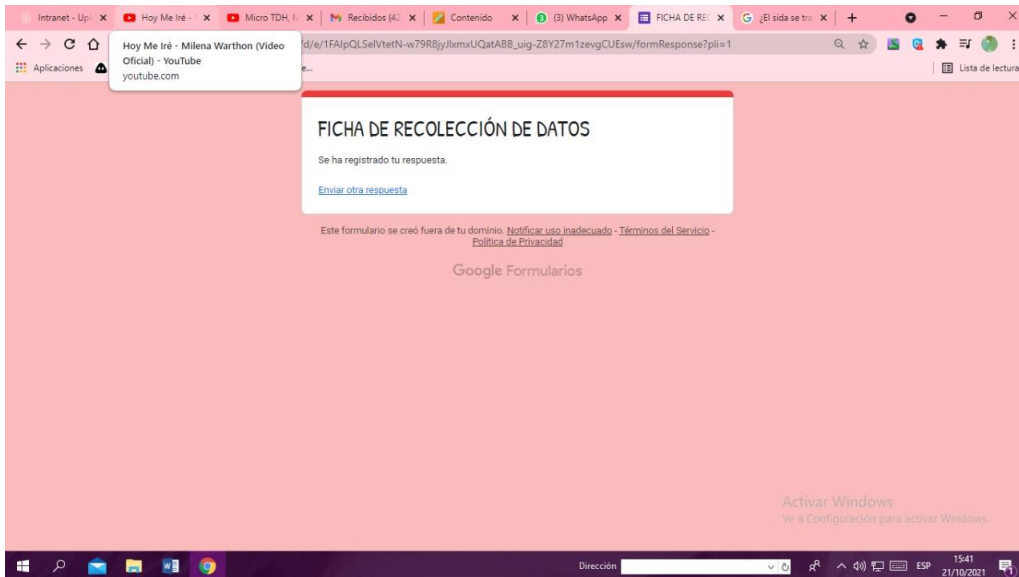 Intranet - Upl
Hoy Me Iré -
Micro TDH, M
Recibidos (42
Contenido
(3) WhatsApp
FICHA DE REC
¿El sida se tra
/d/e/1FAIpQLSelVtetN-w79R8jyJlxmxUQatABB_uig-Z8Y27m1zevgCUEsw/formResponse?pli=1
Hoy Me Iré - Milena Warthon (Video
Oficial) - YouTube
youtube.com
Aplicaciones
e...
Lista de lectura
FICHA DE RECOLECCIÓN DE DATOS
Se ha registrado tu respuesta.
Enviar otra respuesta
Este formulario se creó fuera de tu dominio. Notificar uso inadecuado - Términos del Servicio -
Política de Privacidad
Google Formularios
Activar Windows
Ve a Configuración para activar Windows.
Dirección
ESP
15:41
21/10/2021